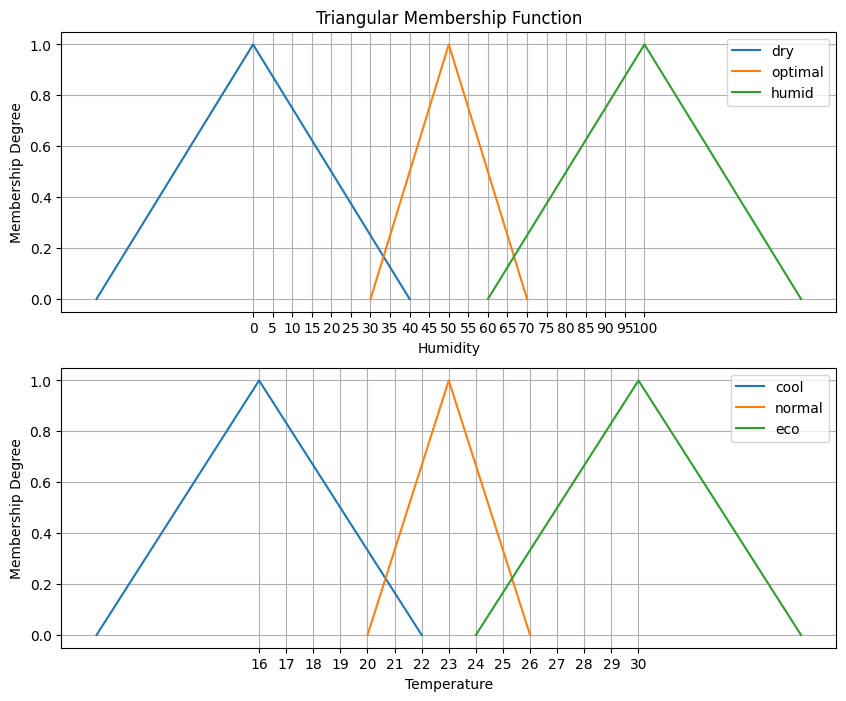 Triangular Membership Function
1.0
0.8
0.6
0.4
0.2
0.0
Membership Degree
dry
optimal
humid
0 5 10 15 20 25 30 35 40 45 50 55 60 65 70 75 80 85 90 95 100
Humidity
1.0
0.8
0.6
0.4
0.2
0.0
Membership Degree
cool
normal
eco
16 17 18 19 20 21 22 23 24 25 26 27 28 29 30
Temperature